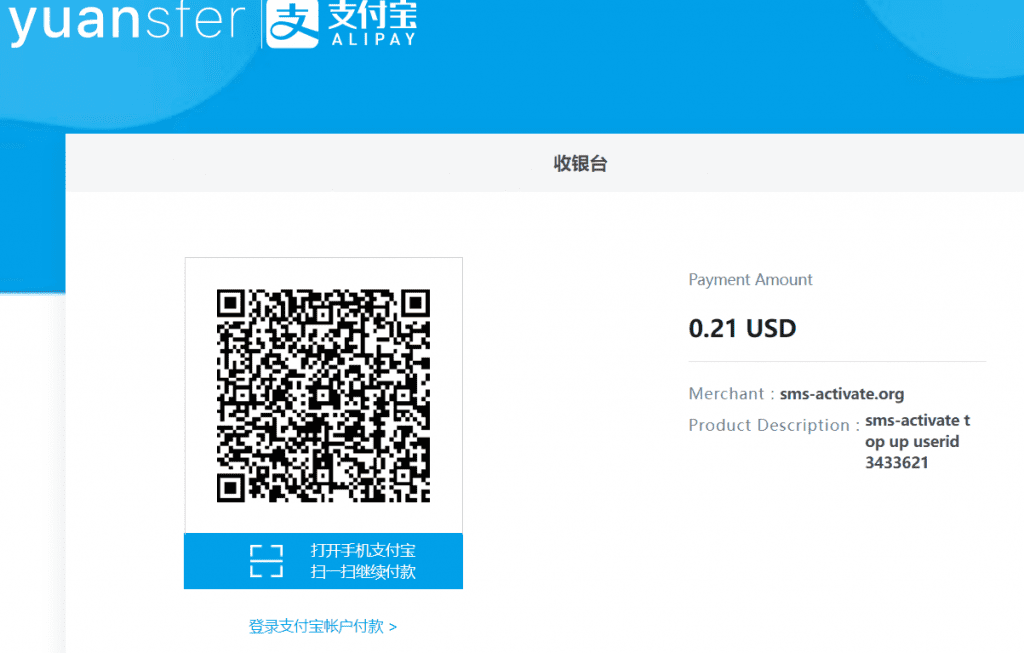 yuansfer 支付宝
ALIPAY
收银台
Payment Amount
0.21 USD
Merchant : sms-activate.org
Product Description : sms-activate t
op up userid
3433621
打开手机支付宝
扫一扫继续付款
登录支付宝帐户付款 >